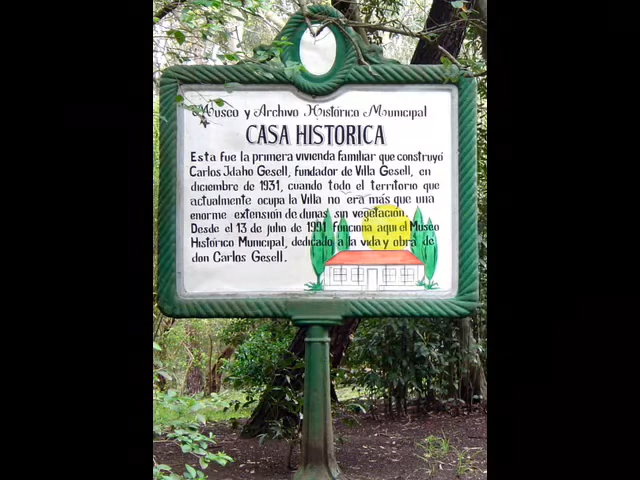 Museo y Archivo Histórico Municipal
CASA HISTORICA
Esta fue la primera vivienda familiar que construyó
Carlos Idaho Gesell, fundador de Villa Gesell, en
diciembre de 1931, cuando todo el territorio que
actualmente ocupa la Villa no era más que una
enorme extensión de dunas sin vegetación.
Desde el 13 de julio de 1991 funciona aquí el Museo
Histórico Municipal, dedicado a la vida y obra de
don Carlos Gesell.